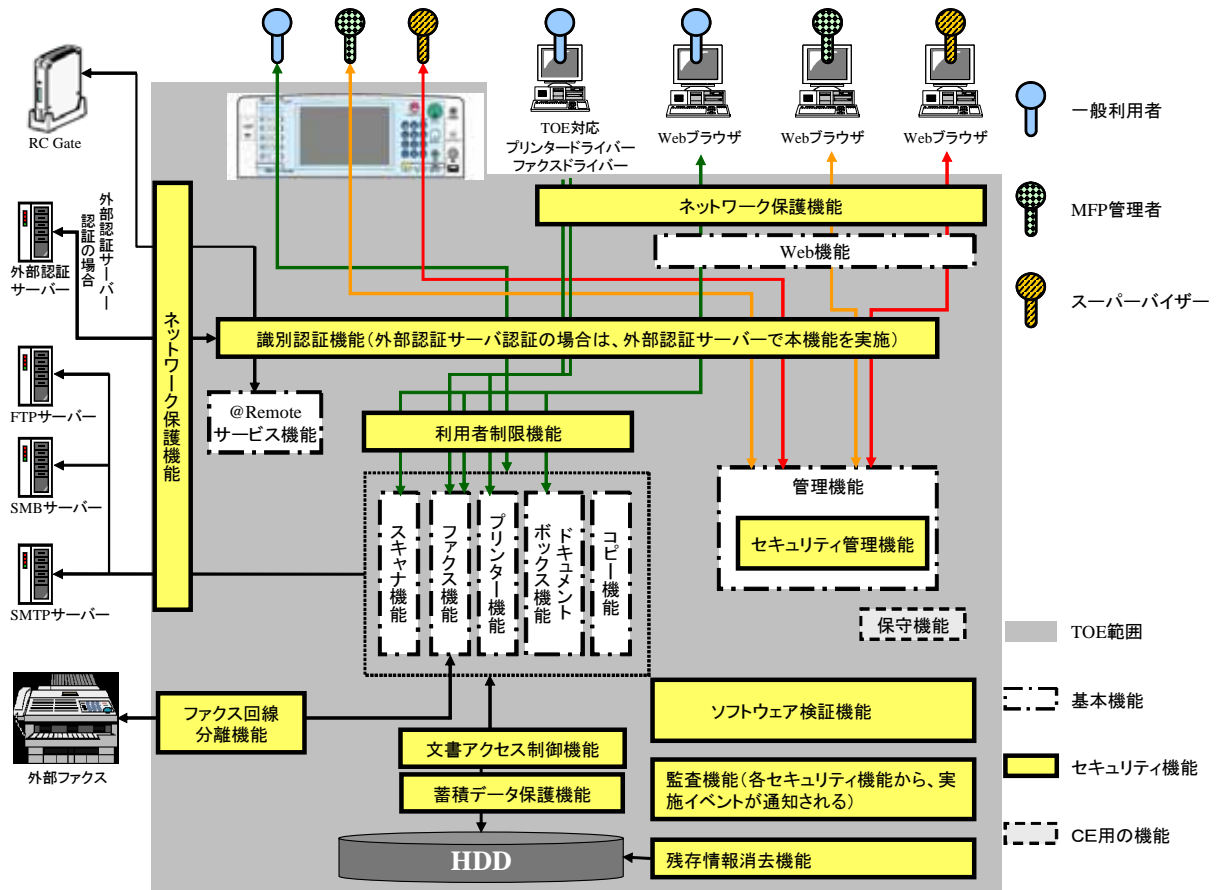 RC Gate
外部認証サーバー
認証の場合
外部認証
サーバー
FTPサーバー
SMBサーバー
SMTPサーバー
外部ファクス
TOE対応
プリンタードライバー
ファクスドライバー
Webブラウザ
Webブラウザ
Webブラウザ
ネットワーク保護機能
Web機能
ネットワーク保護機能
識別認証機能(外部認証サーバ認証の場合は、外部認証サーバーで本機能を実施)
@Remote
サービス機能
利用者制限機能
スキャナ機能
ファクス機能
プリンター機能
ドキュメント
ボックス機能
コピー機能
管理機能
セキュリティ管理機能
保守機能
ファクス回線
分離機能
文書アクセス制御機能
蓄積データ保護機能
HDD
ソフトウェア検証機能
監査機能(各セキュリティ機能から、実
施イベントが通知される)
残存情報消去機能
一般利用者
MFP管理者
スーパーバイザー
TOE範囲
基本機能
セキュリティ機能
CE用の機能